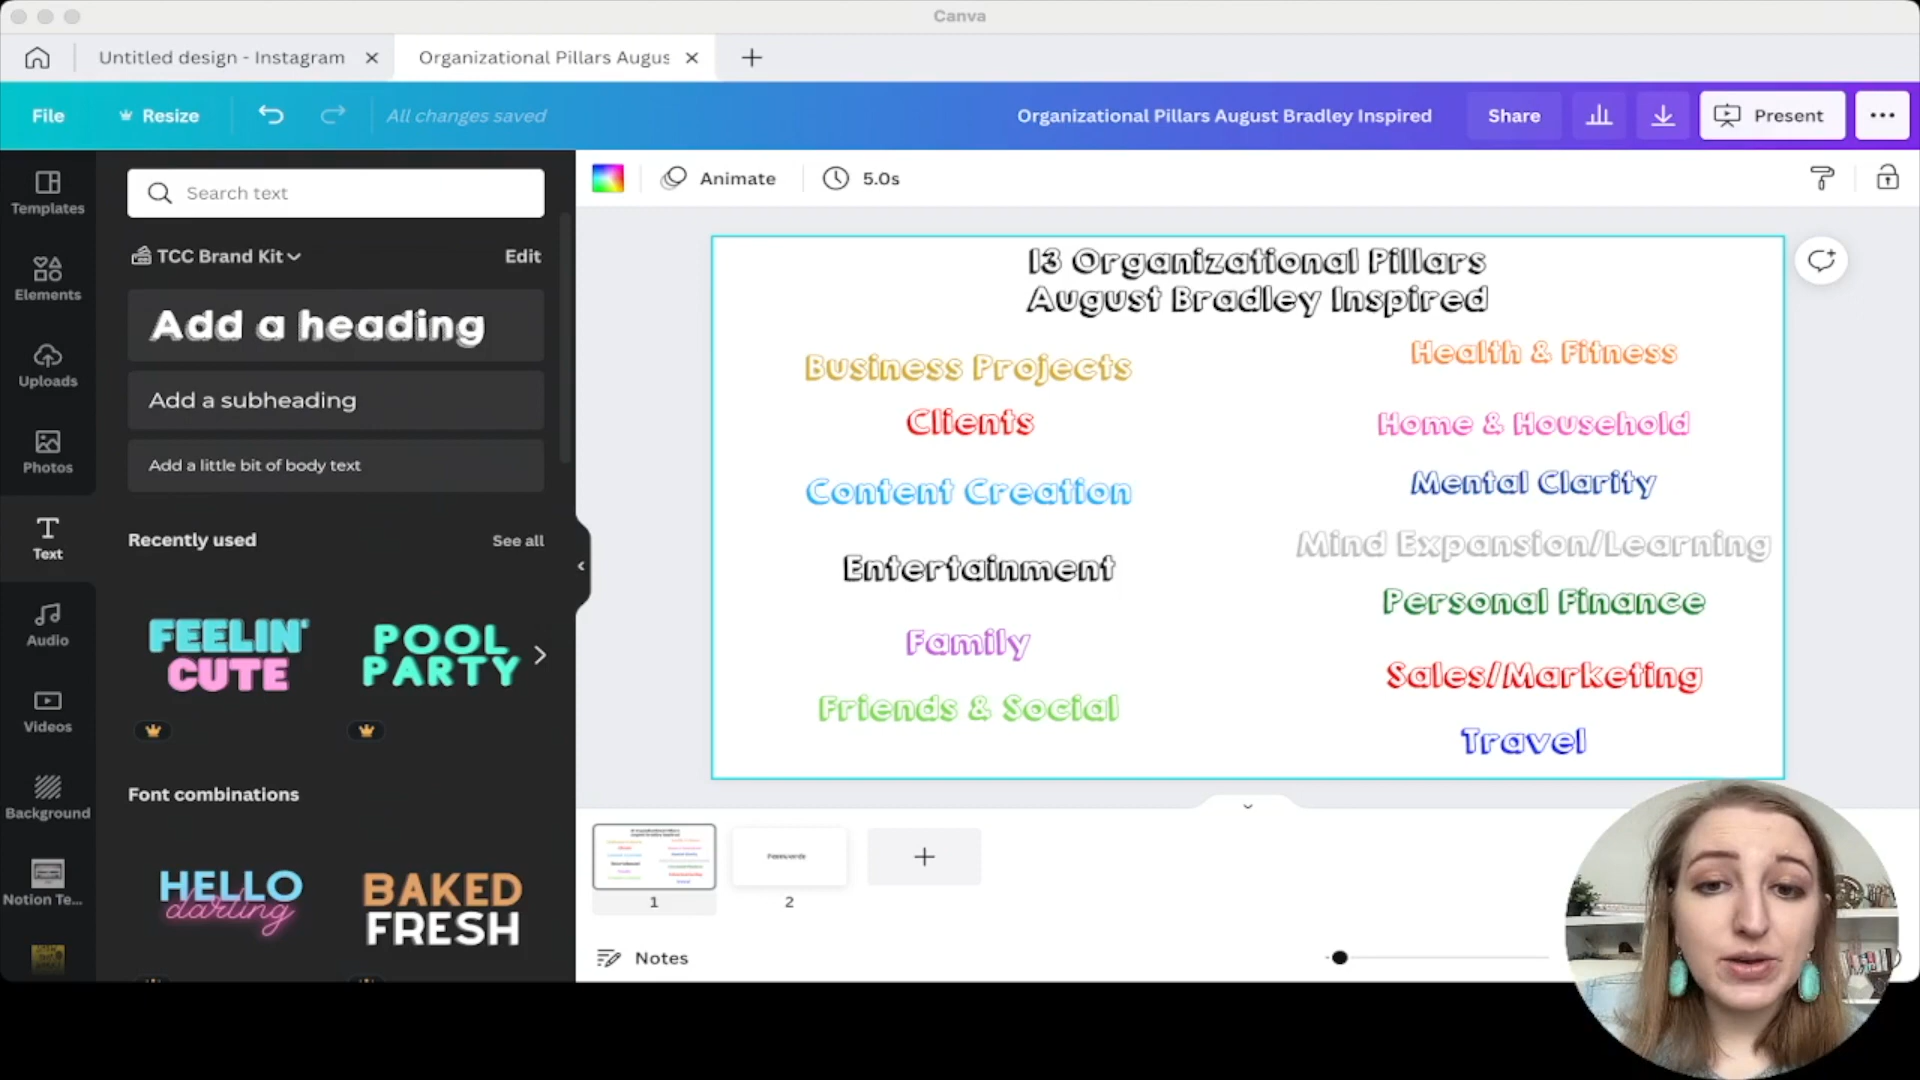 Canva
Untitled design - Instagram
Organizational Pillars Augus
File
Resize
All changes saved
Organizational Pillars August Bradley Inspired
Share
Present
Templates
Elements
Uploads
Photos
Text
Audio
Videos
Background
Notion Te...
Search text
TCC Brand Kit
Edit
Add a heading
Add a subheading
Add a little bit of body text
Recently used
See all
FEELIN'
CUTE
POOL
PARTY
Font combinations
HELLO
darling
BAKED
FRESH
Animate
5.0s
13 Organizational Pillars
August Bradley Inspired
Business Projects
Clients
Content Creation
Entertainment
Family
Friends & Social
Health & Fitness
Home & Household
Mental Clarity
Mind Expansion/Learning
Personal Finance
Sales/Marketing
Travel
1
2
Notes